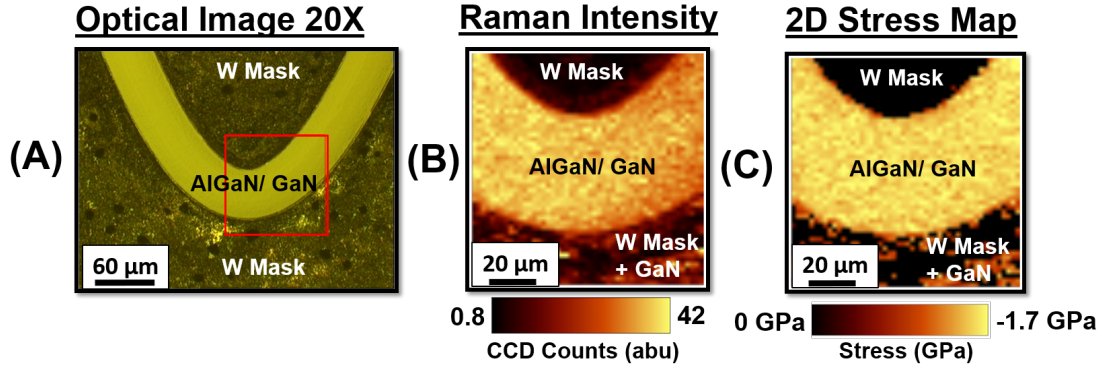 Optical Image 20X
Raman Intensity
2D Stress Map
(A)
W Mask
AlGaN/ GaN
W Mask
60 µm
(B)
W Mask
AlGaN/ GaN
W Mask
+ GaN
20 µm
0.8
42
CCD Counts (abu)
(C)
W Mask
AlGaN/ GaN
W Mask
+ GaN
20 µm
0 GPa
-1.7 GPa
Stress (GPa)